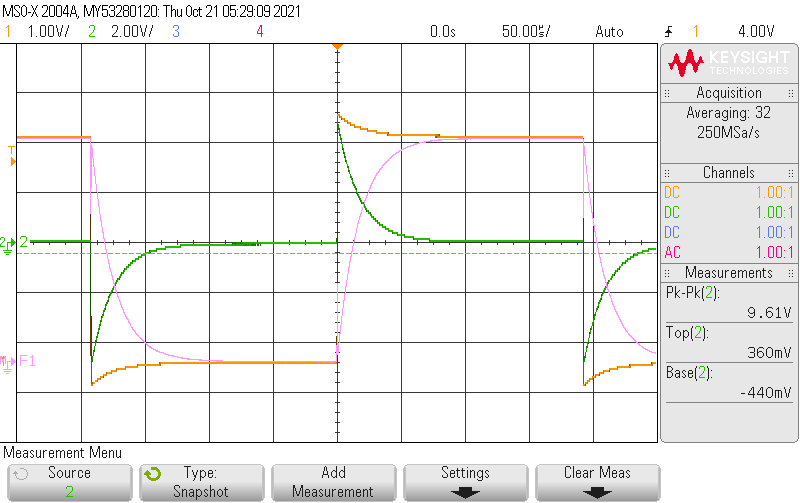 MSO-X 2004A, MY53280120: Thu Oct 21 05:29:09 2021
1 1.00V/ 2 2.00V/ 3 4 0.0s 50.00us/ Auto 1 4.00V
KEYSIGHT
TECHNOLOGIES
Acquisition
Averaging: 32
250MSa/s
Channels
DC 1.00:1
DC 1.00:1
DC 1.00:1
AC 1.00:1
Measurements
Pk-Pk(2):
9.61V
Top(2):
360mV
Base(2):
-440mV
T
2 2
F1
Measurement Menu
Source
2
Type:
Snapshot
Add
Measurement
Settings
Clear Meas